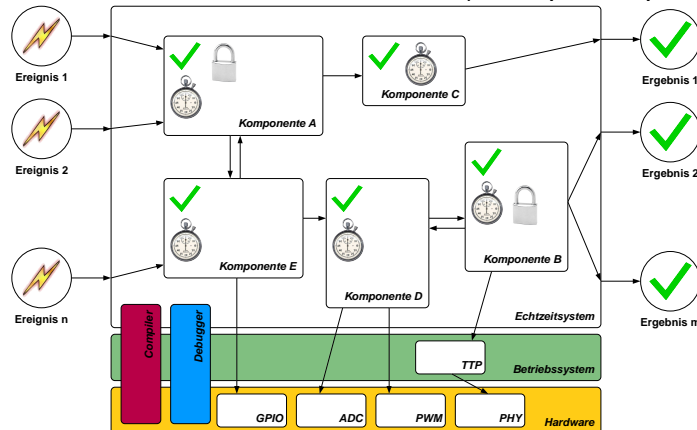 Ereignis 1
Ereignis 2
Ereignis n
Komponente A
Komponente C
Komponente E
Komponente D
Komponente B
Ergebnis 1
Ergebnis 2
Ergebnis m
Echtzeitsystem
Compiler
Debugger
TTP
Betriebssystem
GPIO
ADC
PWM
PHY
Hardware